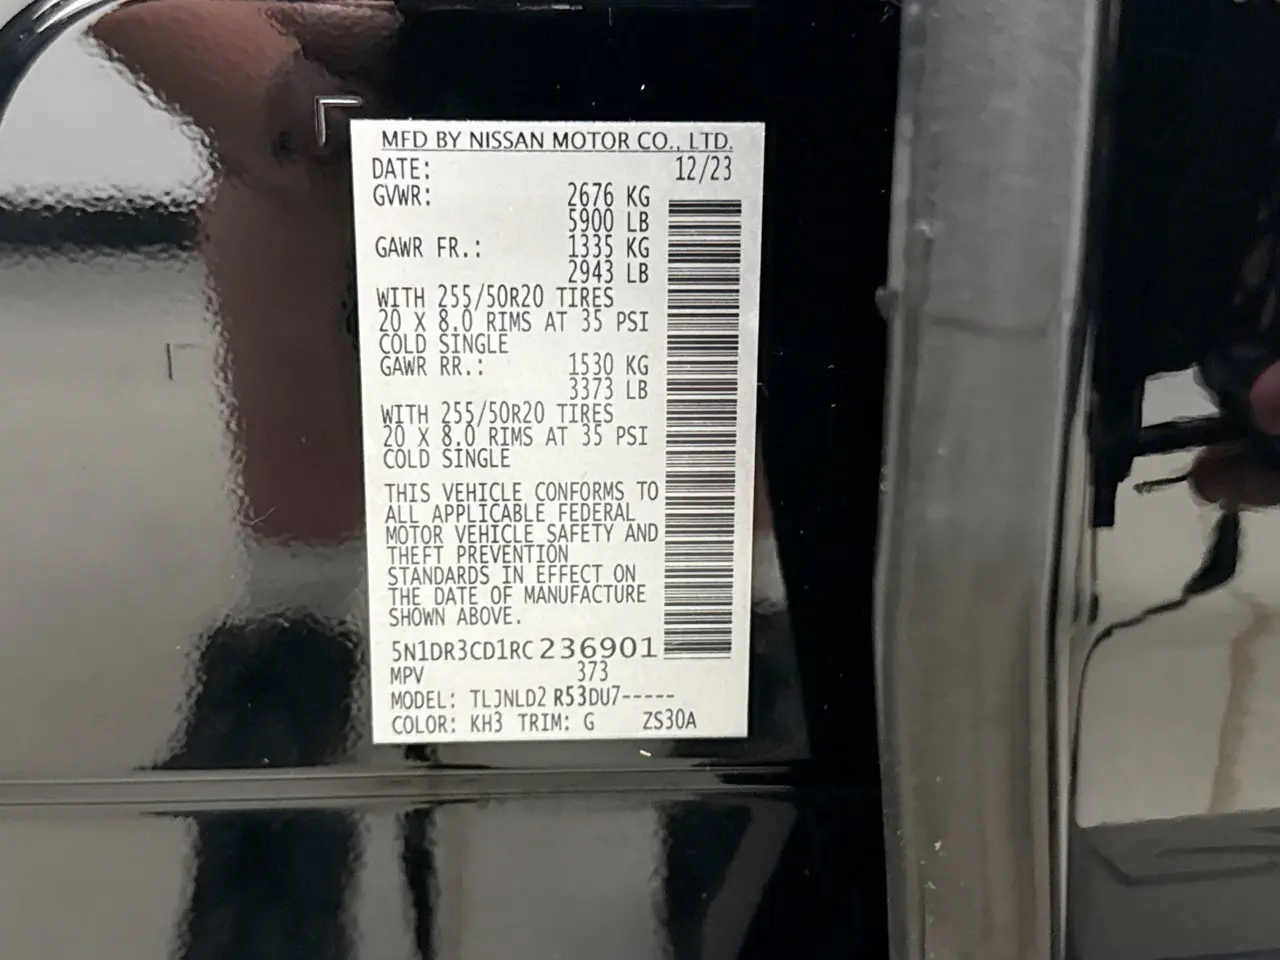 MFD BY NISSAN MOTOR CO., LTD.
DATE: 12/23
GVWR: 2676 KG
5900 LB
GAWR FR.: 1335 KG
2943 LB
WITH 255/50R20 TIRES
20 X 8.0 RIMS AT 35 PSI
COLD SINGLE
GAWR RR.: 1530 KG
3373 LB
WITH 255/50R20 TIRES
20 X 8.0 RIMS AT 35 PSI
COLD SINGLE
THIS VEHICLE CONFORMS TO
ALL APPLICABLE FEDERAL
MOTOR VEHICLE SAFETY AND
THEFT PREVENTION
STANDARDS IN EFFECT ON
THE DATE OF MANUFACTURE
SHOWN ABOVE.
5N1DR3CD1RC236901
MPV 373
MODEL: TLJNLD2 R53DU7-----
COLOR: KH3 TRIM: G ZS30A